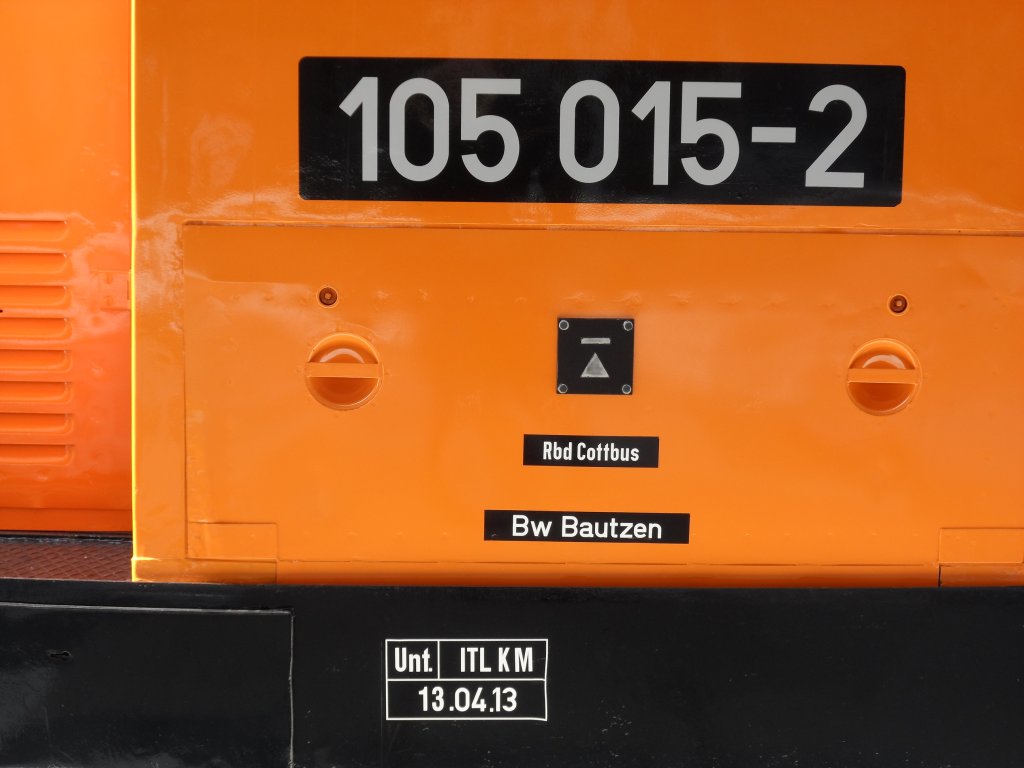 105 015-2
Rbd Cottbus
Bw Bautzen
Unt. ITL KM
13.04.13